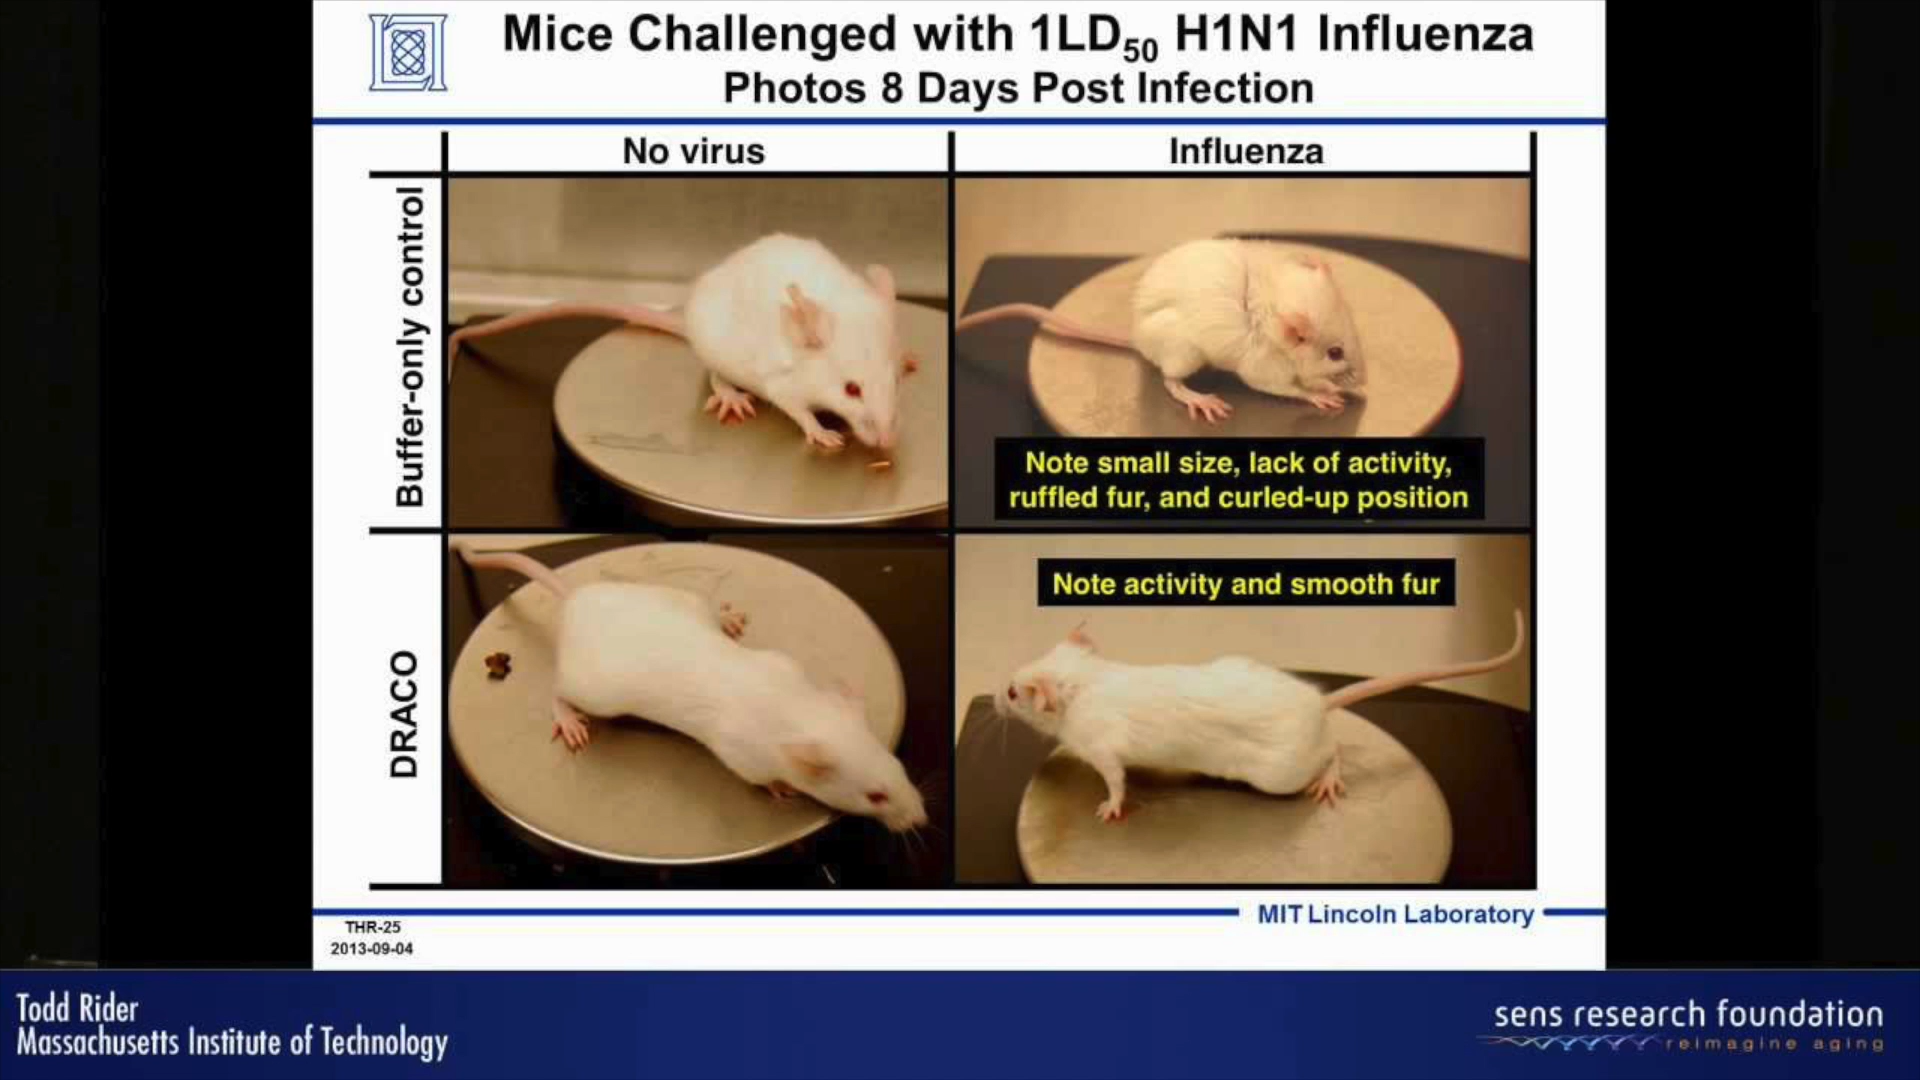 Mice Challenged with 1LD50 H1N1 Influenza
Photos 8 Days Post Infection
No virus
Influenza
Buffer-only control
Note small size, lack of activity,
ruffled fur, and curled-up position
DRACO
Note activity and smooth fur
MIT Lincoln Laboratory
THR-25
2013-09-04
Todd Rider
Massachusetts Institute of Technology
sens research foundation
reimagine aging